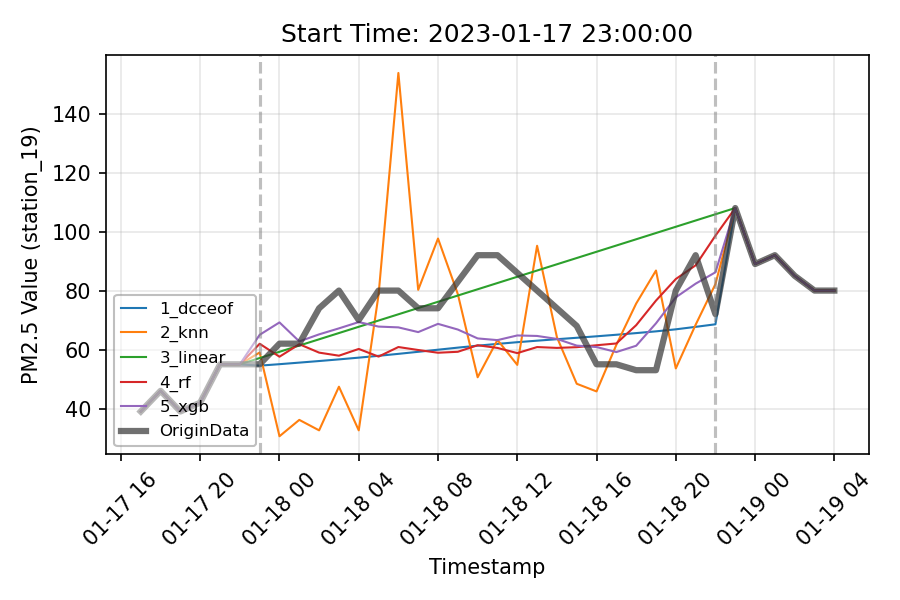 Start Time: 2023-01-17 23:00:00
PM2.5 Value (station_19)
140
120
100
80
60
40
1_dcceof
2_knn
3_linear
4_rf
5_xgb
OriginData
01-17 16
01-17 20
01-18 00
01-18 04
01-18 08
01-18 12
01-18 16
01-18 20
01-19 00
01-19 04
Timestamp